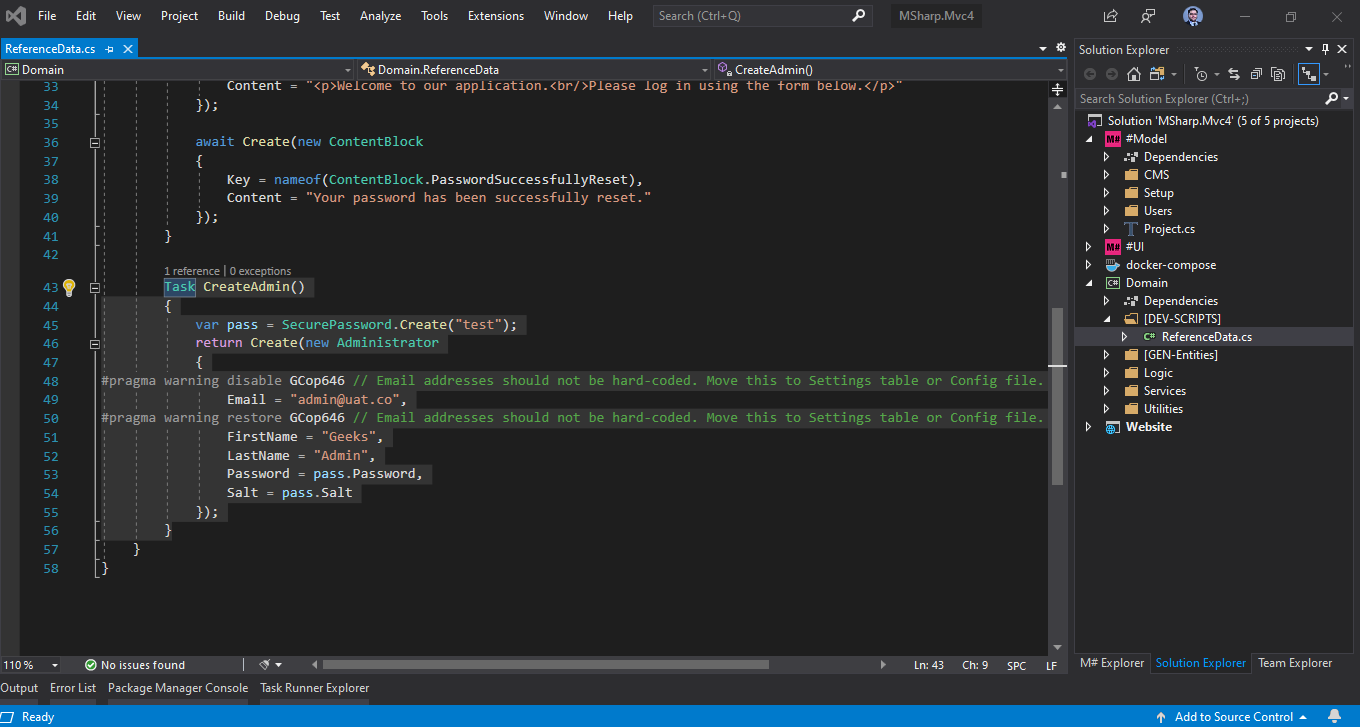 File Edit View Project Build Debug Test Analyze Tools Extensions Window Help Search (Ctrl+Q) MSharp.Mvc4
ReferenceData.cs
C# Domain Domain.ReferenceData CreateAdmin()
33 Content = "<p>Welcome to our application.<br/>Please log in using the form below.</p>"
34 });
35
36 await Create(new ContentBlock
37 {
38 Key = nameof(ContentBlock.PasswordSuccessfullyReset),
39 Content = "Your password has been successfully reset."
40 });
41 }
42
1 reference | 0 exceptions
43 Task CreateAdmin()
44 {
45 var pass = SecurePassword.Create("test");
46 return Create(new Administrator
47 {
48 #pragma warning disable GCop646 // Email addresses should not be hard-coded. Move this to Settings table or Config file.
49 Email = "admin@uat.co",
50 #pragma warning restore GCop646 // Email addresses should not be hard-coded. Move this to Settings table or Config file.
51 FirstName = "Geeks",
52 LastName = "Admin",
53 Password = pass.Password,
54 Salt = pass.Salt
55 });
56 }
57 }
58 }
110 % No issues found Ln: 43 Ch: 9 SPC LF
Solution Explorer
Search Solution Explorer (Ctrl+;)
Solution 'MSharp.Mvc4' (5 of 5 projects)
M# #Model
Dependencies
CMS
Setup
Users
Project.cs
M# #UI
docker-compose
C# Domain
Dependencies
[DEV-SCRIPTS]
C# ReferenceData.cs
[GEN-Entities]
Logic
Services
Utilities
Website
M# Explorer Solution Explorer Team Explorer
Output Error List Package Manager Console Task Runner Explorer
Ready Add to Source Control